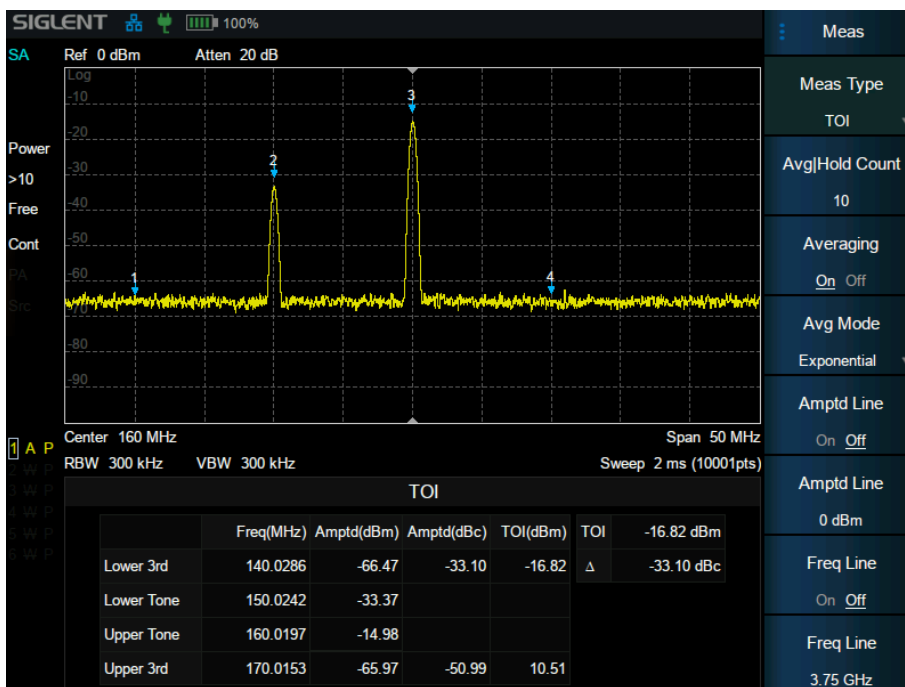 SIGLENT 100%
SA Ref 0 dBm Atten 20 dB
Log
-10
-20
-30
-40
-50
-60
-70
-80
-90
1
2
3
4
Power
>10
Free
Cont
PA
Src
Center 160 MHz Span 50 MHz
RBW 300 kHz VBW 300 kHz Sweep 2 ms (10001pts)
1 A P
2 W P
3 W P
4 W P
5 W P
6 W P
TOI
Freq(MHz) Amptd(dBm) Amptd(dBc) TOI(dBm) TOI -16.82 dBm
Lower 3rd 140.0286 -66.47 -33.10 -16.82 Δ -33.10 dBc
Lower Tone 150.0242 -33.37
Upper Tone 160.0197 -14.98
Upper 3rd 170.0153 -65.97 -50.99 10.51
Meas
Meas Type
TOI
Avg|Hold Count
10
Averaging
On Off
Avg Mode
Exponential
Amptd Line
On Off
Amptd Line
0 dBm
Freq Line
On Off
Freq Line
3.75 GHz